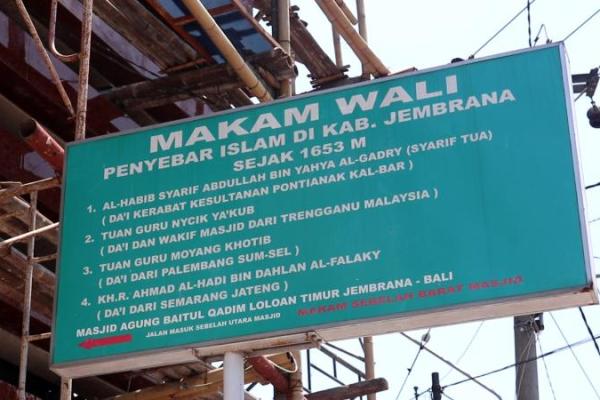 MAKAM WALI
PENYEBAR ISLAM DI KAB. JEMBRANA
SEJAK 1653 M
1. AL-HABIB SYARIF ABDULLAH BIN YAHYA AL-GADRY (SYARIF TUA)
( DA'I KERABAT KESULTANAN PONTIANAK KAL-BAR )
2. TUAN GURU NYCIK YA'KUB
( DA'I DAN WAKIF MASJID DARI TRENGGANU MALAYSIA )
3. TUAN GURU MOYANG KHOTIB
( DA'I DARI PALEMBANG SUM-SEL )
4. KH.R. AHMAD AL-HADI BIN DAHLAN AL-FALAKY
( DA'I DARI SEMARANG JATENG )
MASJID AGUNG BAITUL QADIM LOLOAN TIMUR JEMBRANA - BALI
JALAN MASUK SEBELAH UTARA MASJID
MAKAM SEBELAH BARAT MASJID